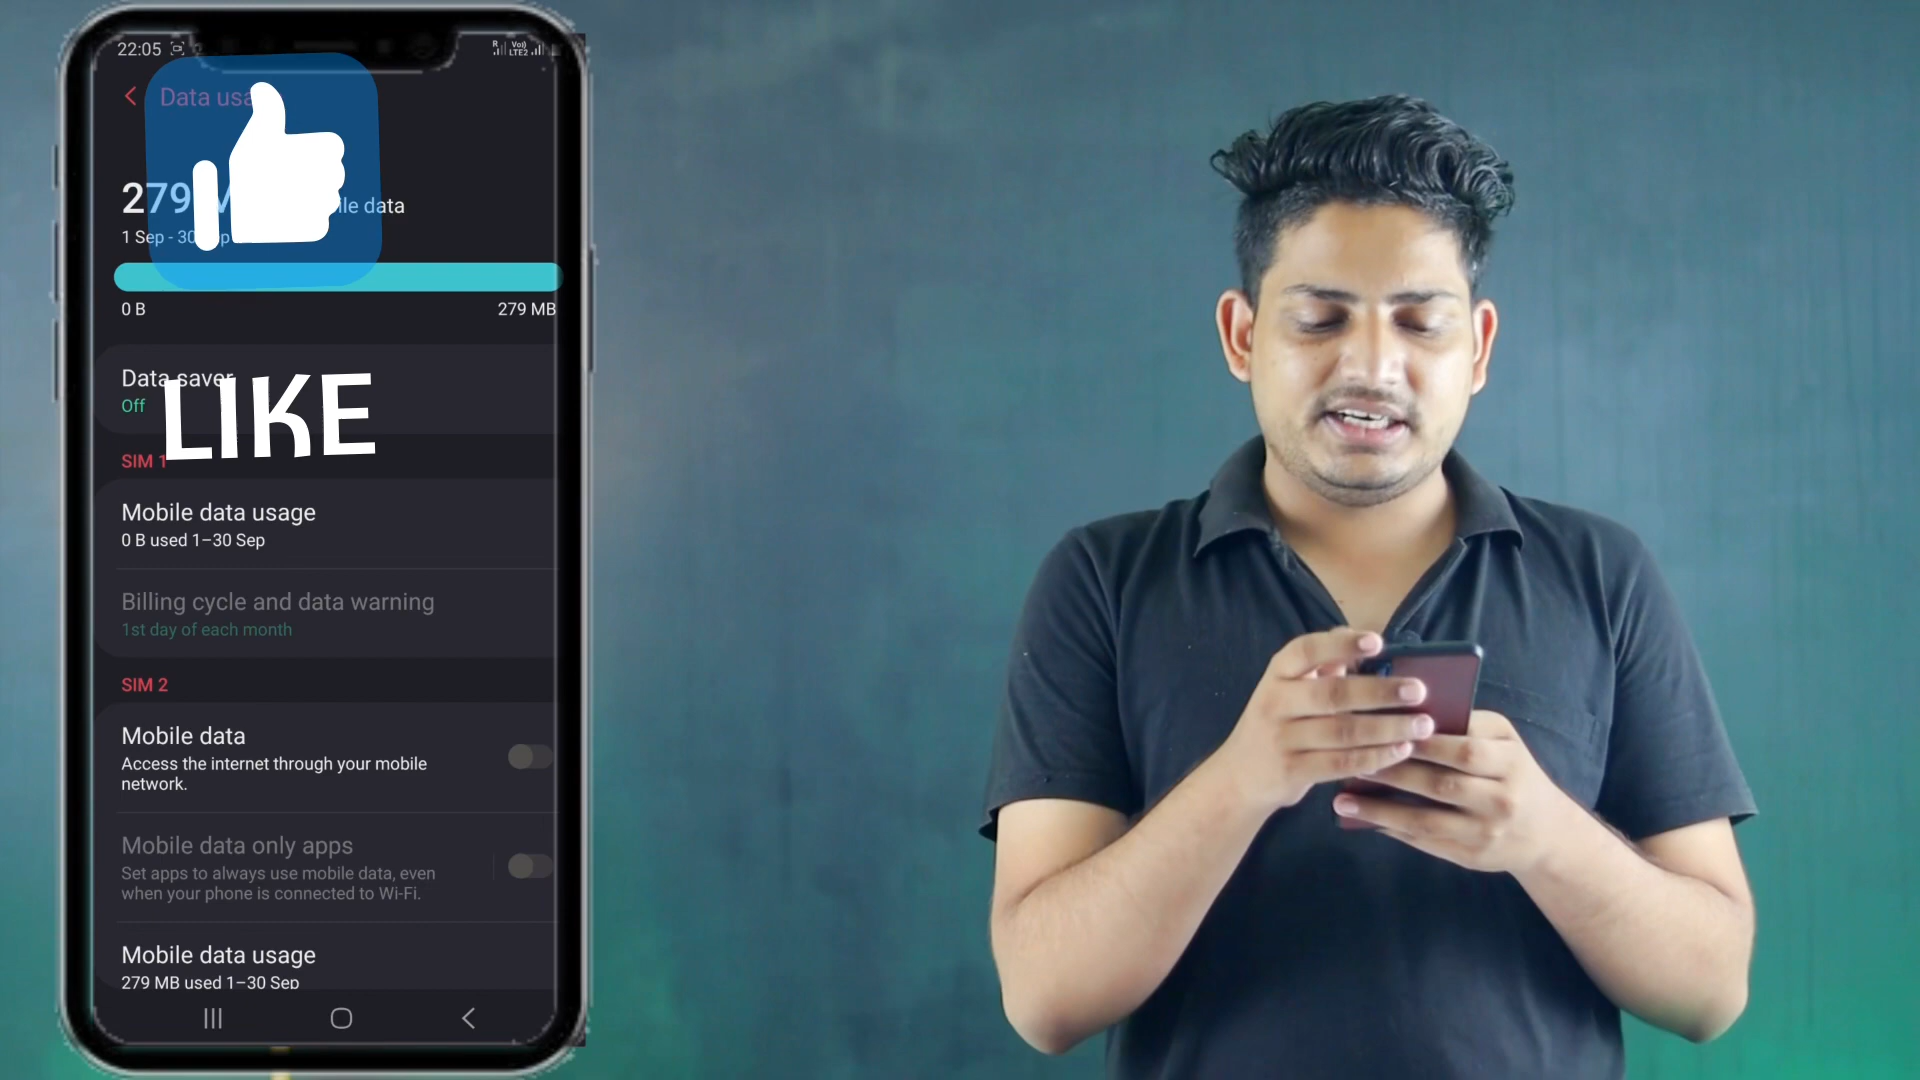 22:05
Data usa
279 M ile data
1 Sep - 30 Sep
0 B
279 MB
Data saver
Off
LIKE
SIM 1
Mobile data usage
0 B used 1–30 Sep
Billing cycle and data warning
1st day of each month
SIM 2
Mobile data
Access the internet through your mobile
network.
Mobile data only apps
Set apps to always use mobile data, even
when your phone is connected to Wi-Fi.
Mobile data usage
279 MB used 1–30 Sep